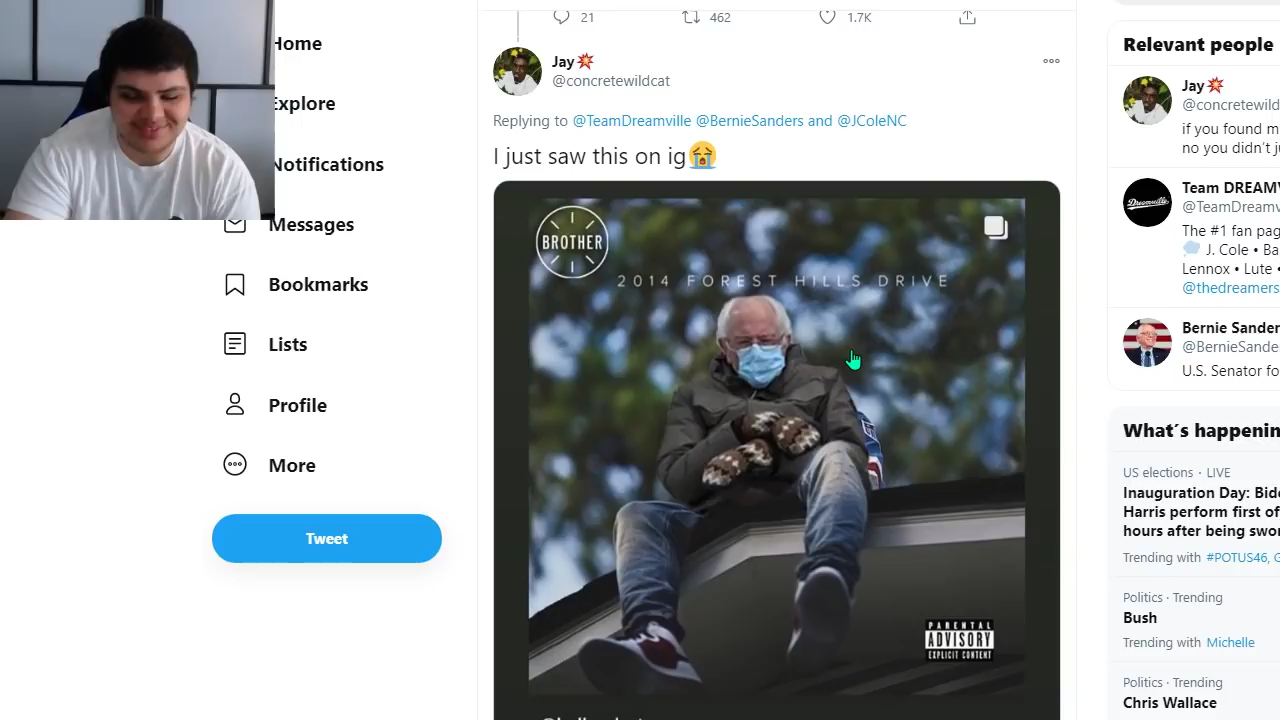 Home
Explore
Notifications
Messages
Bookmarks
Lists
Profile
More
Tweet
21
462
1.7K
Jay💥
@concretewildcat
Replying to @TeamDreamville @BernieSanders and @JColeNC
I just saw this on ig😭
BROTHER
2014 FOREST HILLS DRIVE
PARENTAL
ADVISORY
EXPLICIT CONTENT
Relevant people
Jay💥
@concretewild
if you found m
no you didn't ju
Team DREAMV
@TeamDreamv
Dreamville
The #1 fan pag
J. Cole • Ba
Lennox • Lute •
@thedreamers
Bernie Sander
@BernieSande
U.S. Senator fo
What's happenin
US elections · LIVE
Inauguration Day: Bide
Harris perform first of
hours after being swo
Trending with #POTUS46, G
Politics · Trending
Bush
Trending with Michelle
Politics · Trending
Chris Wallace